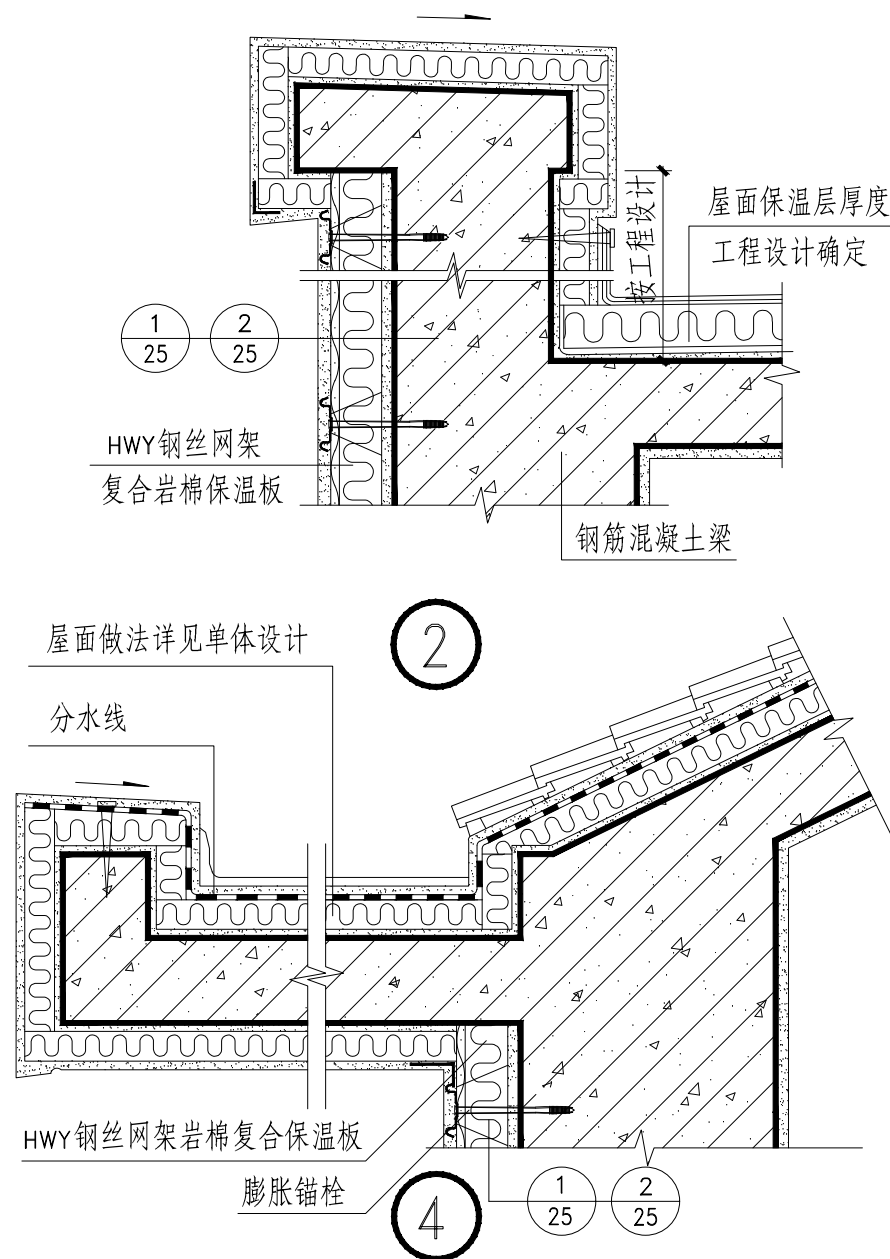 按工程设计
屋面保温层厚度
工程设计确定
1 2
25 25
HWY钢丝网架
复合岩棉保温板
钢筋混凝土梁
2
屋面做法详见单体设计
分水线
HWY钢丝网架岩棉复合保温板
膨胀锚栓
1 2
25 25
4